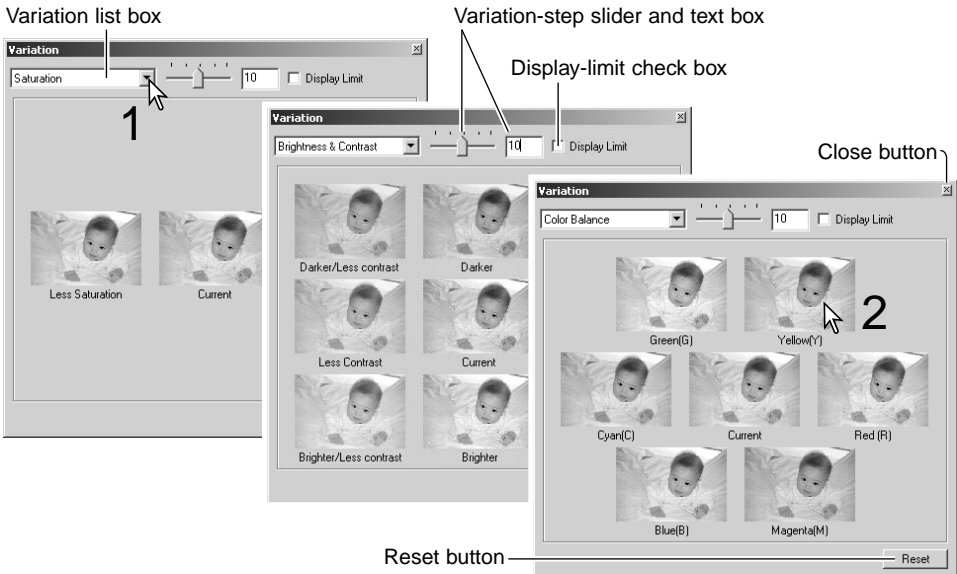 Variation list box
Variation-step slider and text box
Display-limit check box
Close button
Variation
Saturation
10
Display Limit
1
Less Saturation
Current
Variation
Brightness & Contrast
10
Display Limit
Darker/Less contrast
Darker
Less Contrast
Current
Brighter/Less contrast
Brighter
Variation
Color Balance
10
Display Limit
2
Green(G)
Yellow(Y)
Cyan(C)
Current
Red (R)
Blue(B)
Magenta(M)
Reset button
Reset